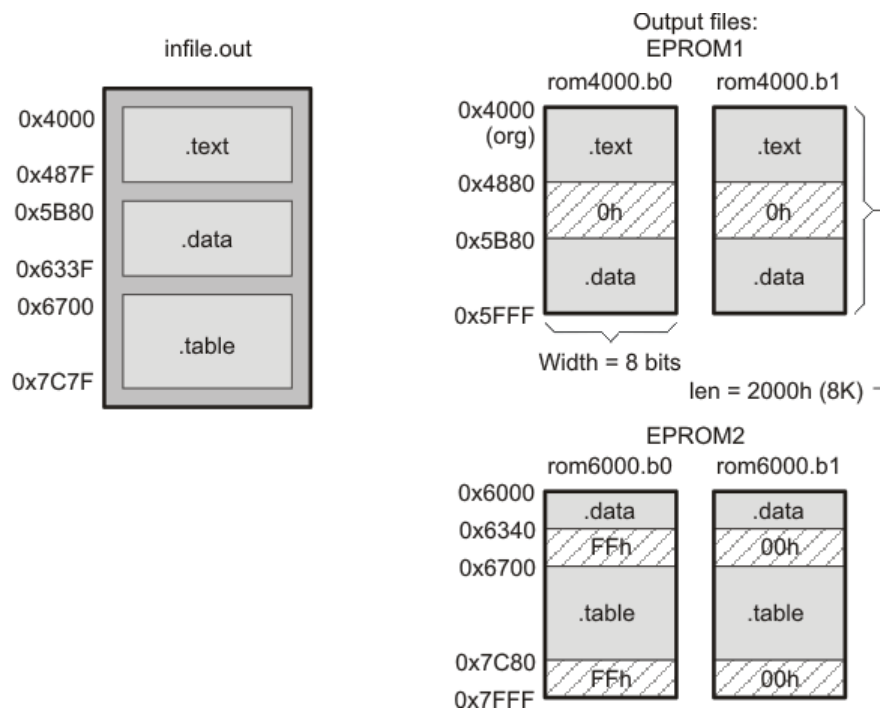 infile.out
0x4000
.text
0x487F
0x5B80
.data
0x633F
0x6700
.table
0x7C7F
Output files:
EPROM1
rom4000.b0 rom4000.b1
0x4000
(org)
.text .text
0x4880
0h 0h
0x5B80
.data .data
0x5FFF
Width = 8 bits
len = 2000h (8K)
EPROM2
rom6000.b0 rom6000.b1
0x6000
.data .data
0x6340
FFh 00h
0x6700
.table .table
0x7C80
FFh 00h
0x7FFF